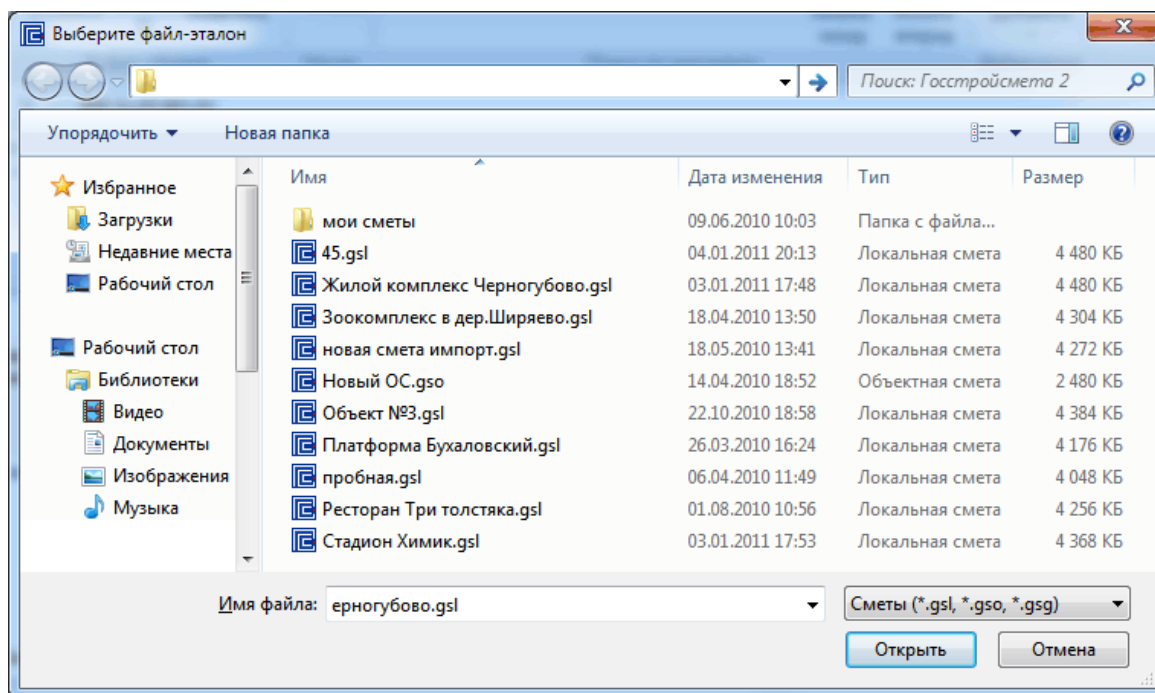 Выберите файл-эталон
Поиск: Госстройсмета 2
Упорядочить Новая папка
Имя Дата изменения Тип Размер
Избранное
Загрузки
Недавние места
Рабочий стол
Рабочий стол
Библиотеки
Видео
Документы
Изображения
Музыка
мои сметы 09.06.2010 10:03 Папка с файла...
45.gsl 04.01.2011 20:13 Локальная смета 4 480 КБ
Жилой комплекс Черногубово.gsl 03.01.2011 17:48 Локальная смета 4 480 КБ
Зоокомплекс в дер.Ширяево.gsl 18.04.2010 13:50 Локальная смета 4 304 КБ
новая смета импорт.gsl 18.05.2010 13:41 Локальная смета 4 272 КБ
Новый ОС.gso 14.04.2010 18:52 Объектная смета 2 480 КБ
Объект №3.gsl 22.10.2010 18:58 Локальная смета 4 384 КБ
Платформа Бухаловский.gsl 26.03.2010 16:24 Локальная смета 4 176 КБ
пробная.gsl 06.04.2010 11:49 Локальная смета 4 048 КБ
Ресторан Три толстяка.gsl 01.08.2010 10:56 Локальная смета 4 256 КБ
Стадион Химик.gsl 03.01.2011 17:53 Локальная смета 4 368 КБ
Имя файла: ерногубово.gsl Сметы (*.gsl, *.gso, *.gsg)
Открыть Отмена